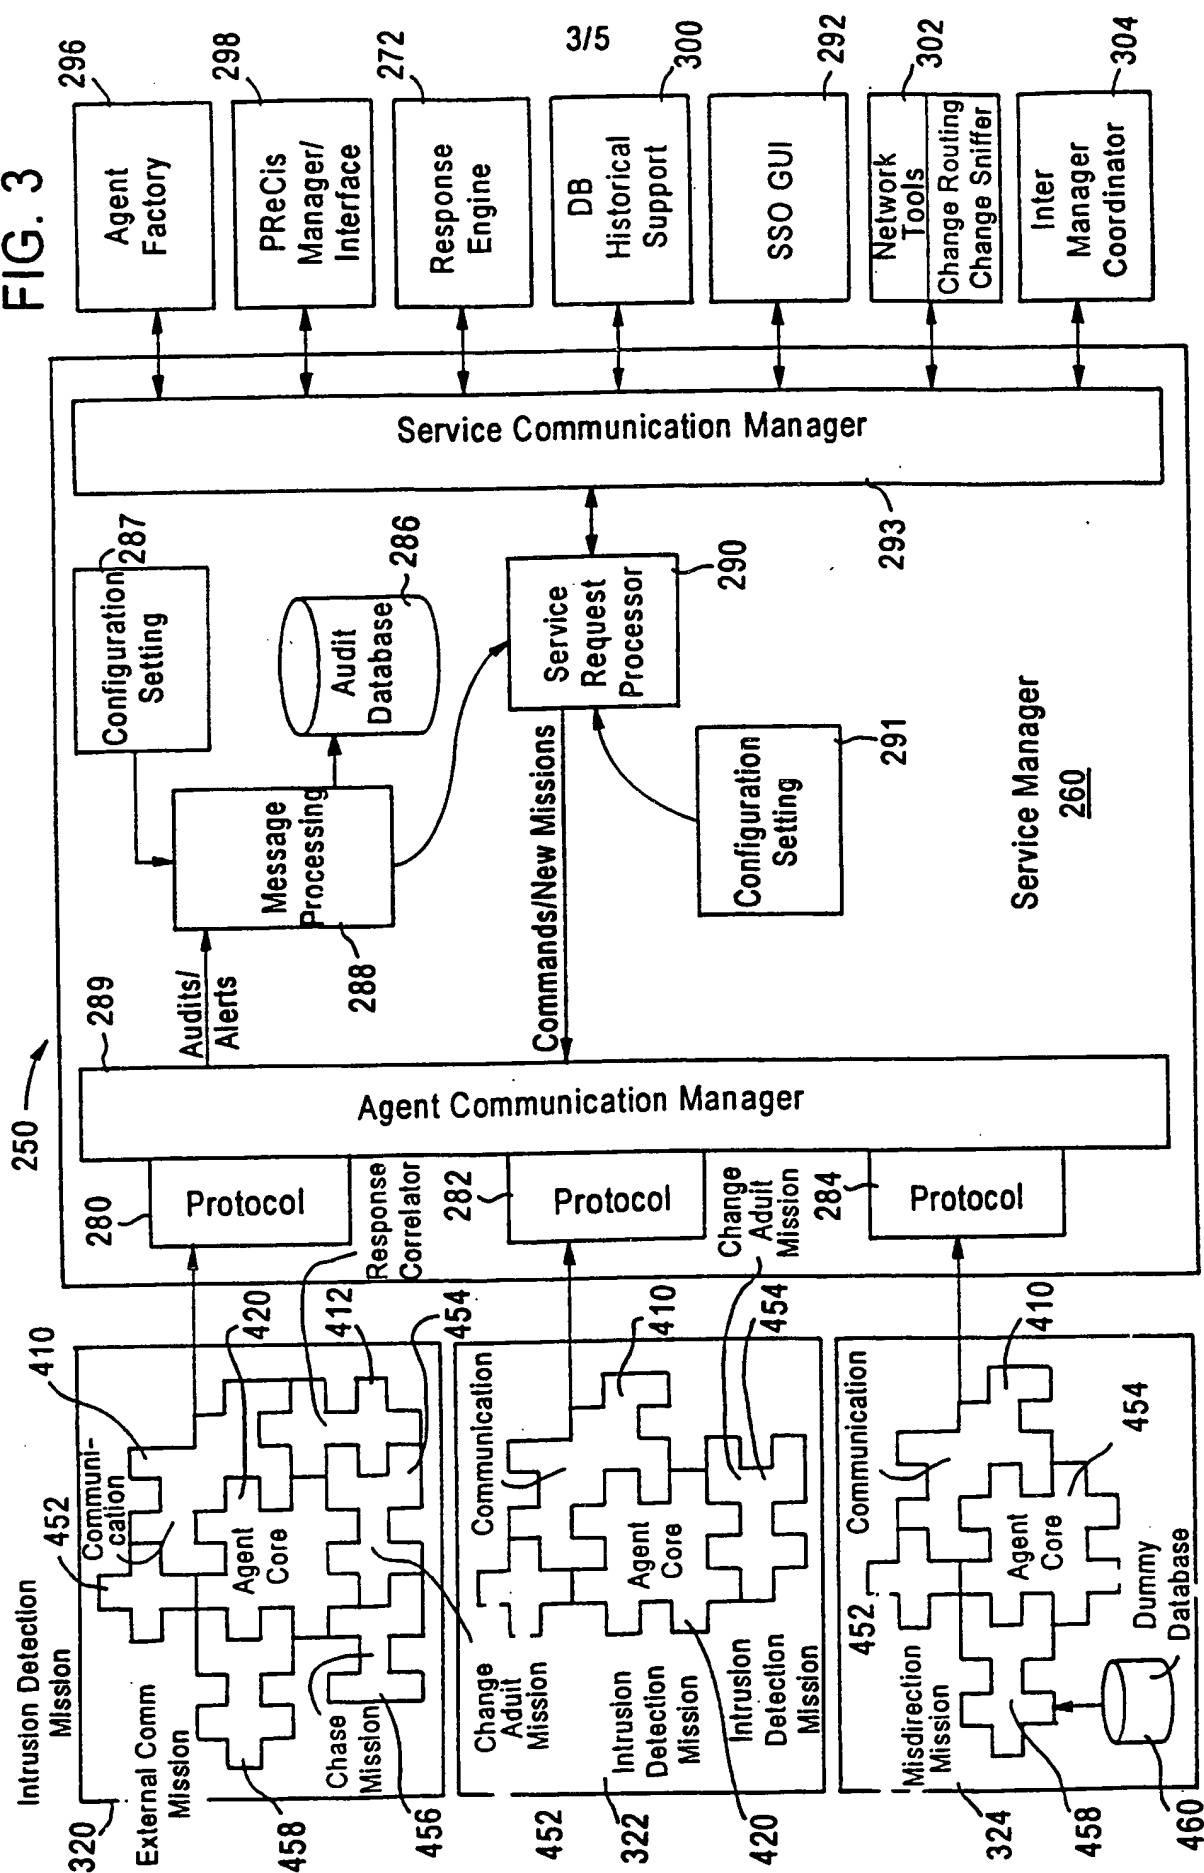 FIG. 3
3/5
296
Agent
Factory
298
PReCis
Manager/
Interface
272
Response
Engine
300
DB
Historical
Support
292
SSO GUI
302
Network
Tools
Change Routing
Change Sniffer
304
Inter
Manager
Coordinator
Service Communication Manager
293
287
Configuration
Setting
286
Audit
Database
290
Service
Request
Processor
Message
Processing
288
Configuration
Setting
291
Service Manager
260
Commands/New Missions
Audits/
Alerts
289
250
Agent Communication Manager
280
Protocol
Response
Correlator
282
Protocol
Change
Aduit
Mission
284
Protocol
410
420
412
454
Communi-
cation
452
Agent
Core
Intrusion Detection
Mission
External Comm
Mission
320
458
Chase
Mission
456
410
454
Communication
Agent
Core
Change
Aduit
Mission
452
Intrusion
Detection
Mission
322
Intrusion
Detection
Mission
420
410
454
Communication
452
Agent
Core
Dummy
Database
Misdirection
Mission
324
458
460